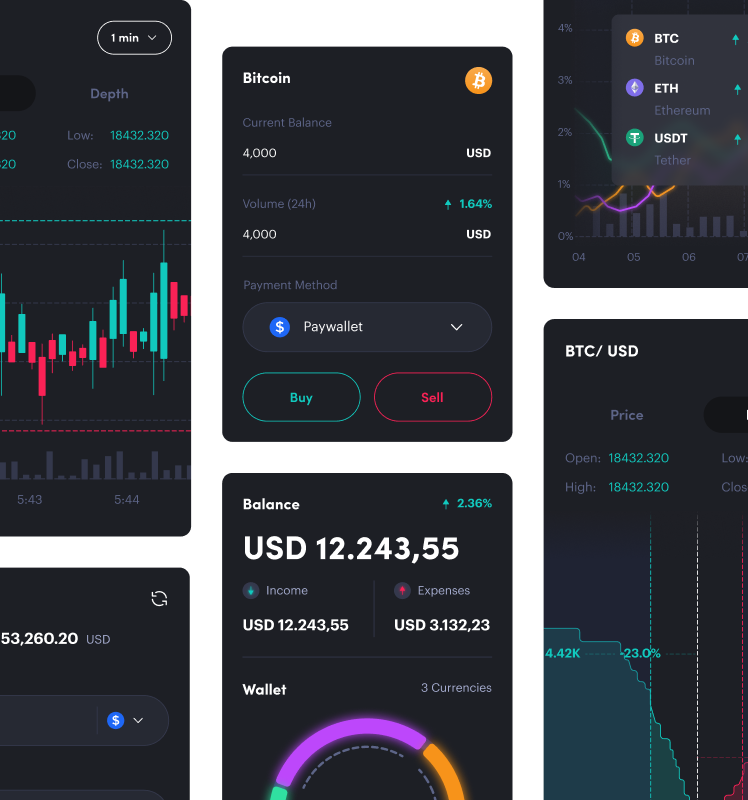 1 min
Depth
320
Low: 18432.320
320
Close: 18432.320
5:43
5:44
53,260.20 USD
$
Bitcoin
Current Balance
4,000 USD
Volume (24h) 1.64%
4,000 USD
Payment Method
$ Paywallet
Buy
Sell
Balance 2.36%
USD 12.243,55
Income
Expenses
USD 12.243,55
USD 3.132,23
Wallet 3 Currencies
4%
3%
2%
1%
0%
BTC
Bitcoin
ETH
Ethereum
USDT
Tether
04 05 06 07
BTC/ USD
Price
Open: 18432.320
Low:
High: 18432.320
Clos
4.42K
-23.0%